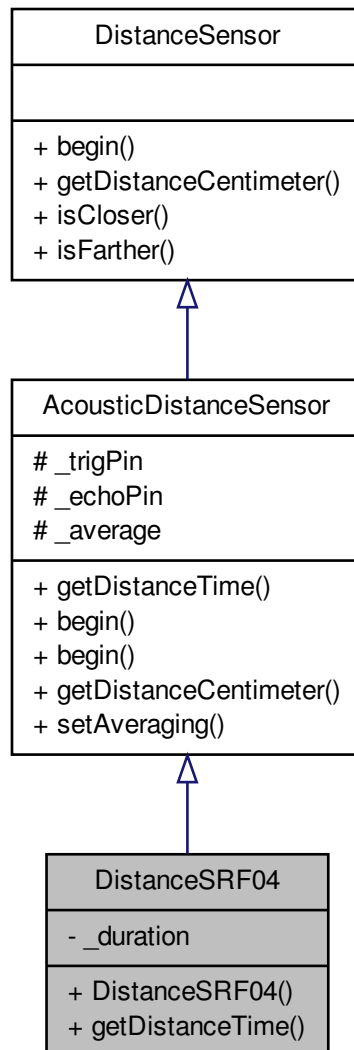 DistanceSensor
+ begin()
+ getDistanceCentimeter()
+ isCloser()
+ isFarther()
AcousticDistanceSensor
# _trigPin
# _echoPin
# _average
+ getDistanceTime()
+ begin()
+ begin()
+ getDistanceCentimeter()
+ setAveraging()
DistanceSRF04
- _duration
+ DistanceSRF04()
+ getDistanceTime()